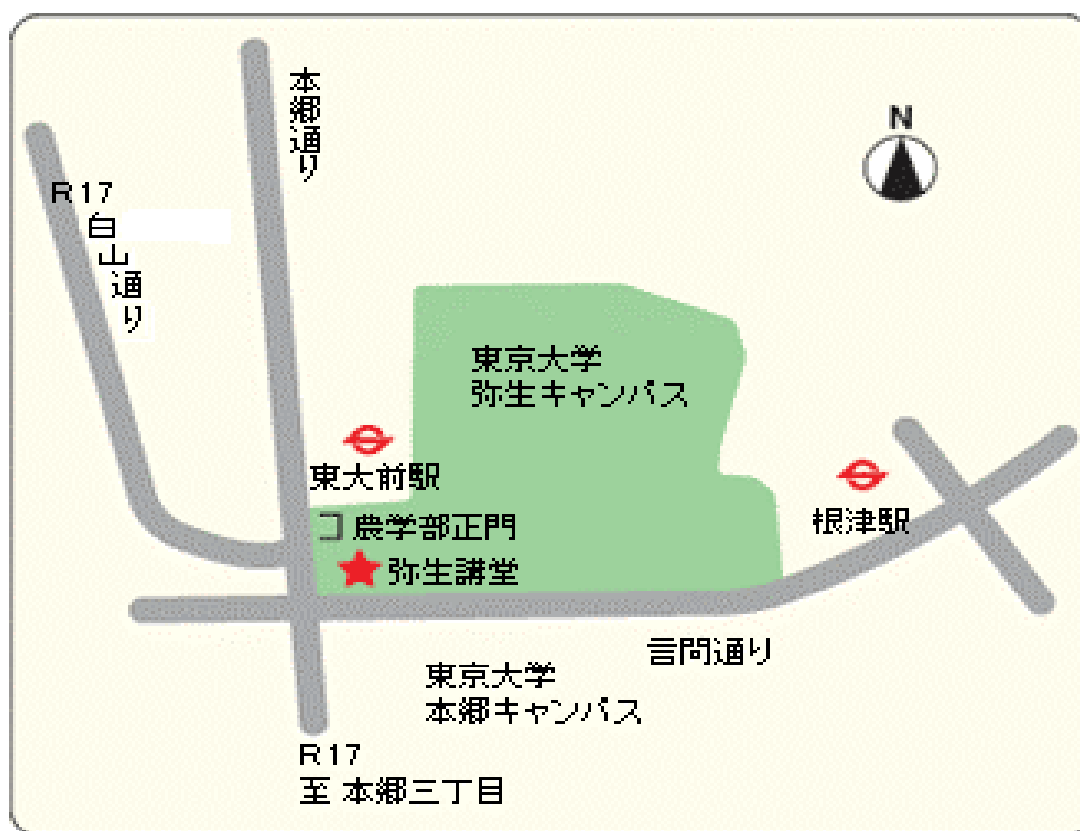 本郷通り
N
R17
白山通り
東京大学
弥生キャンパス
東大前駅
根津駅
農学部正門
弥生講堂
言問通り
東京大学
本郷キャンパス
R17
至 本郷三丁目